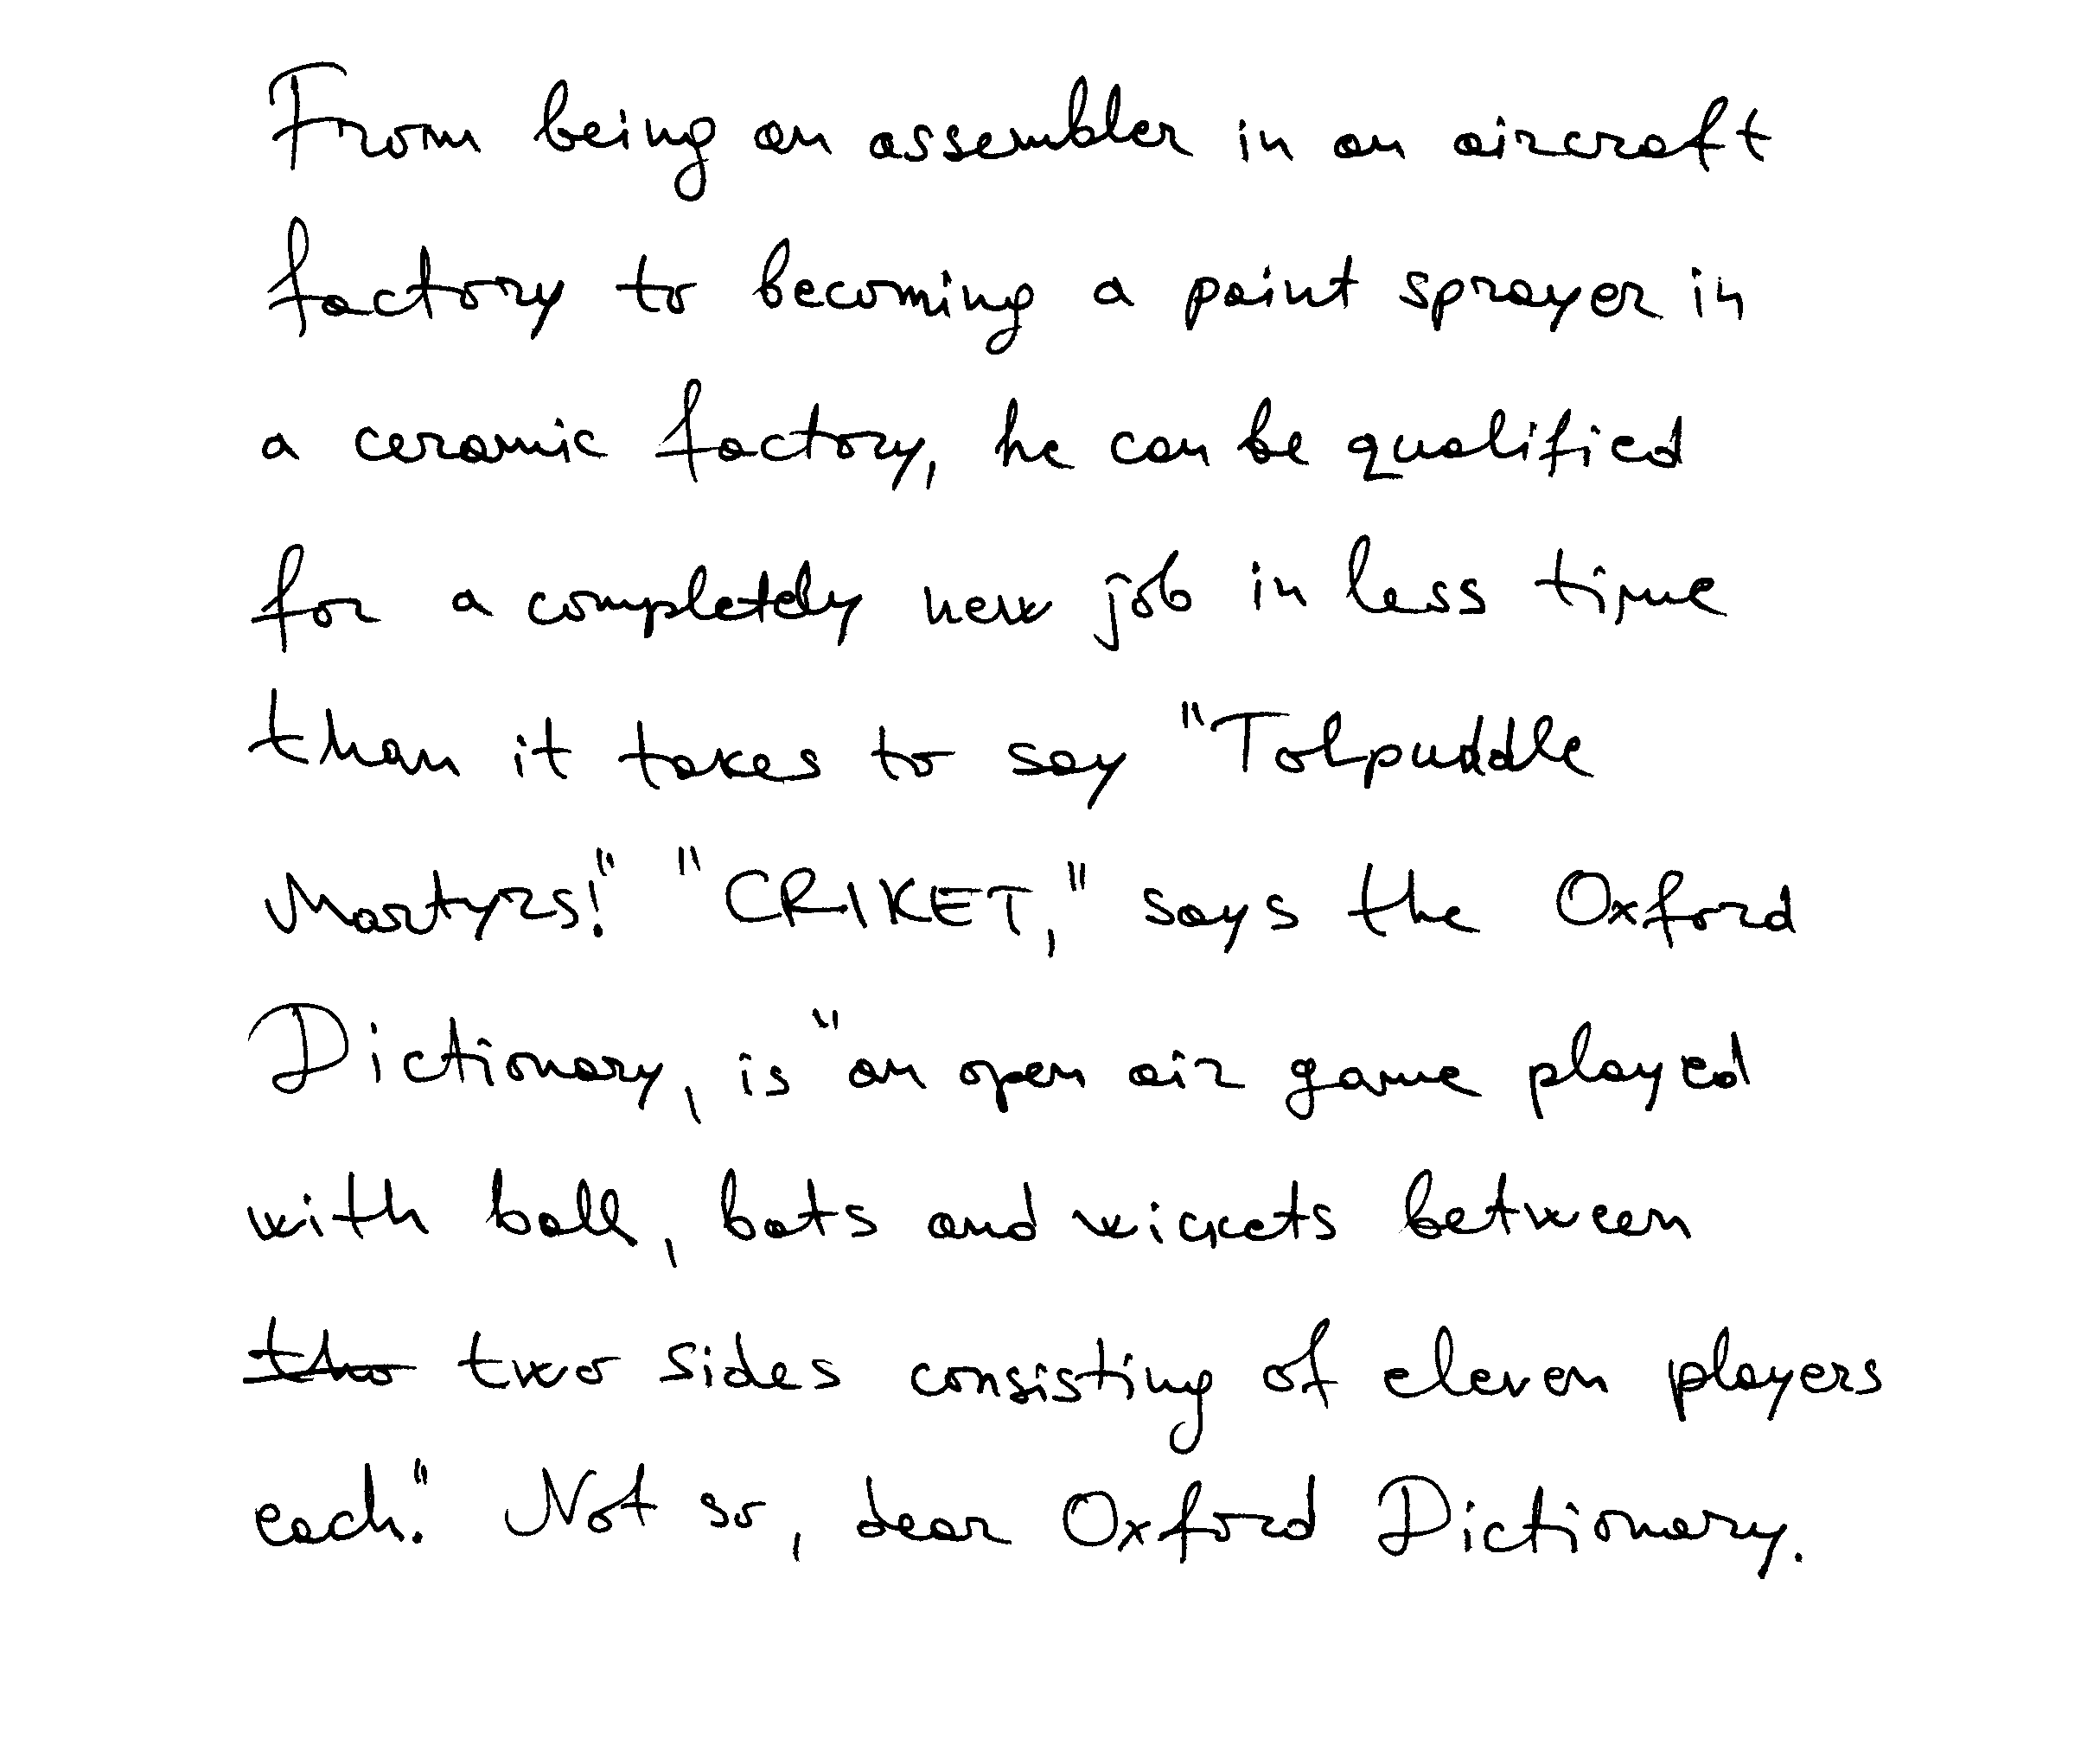 From being an assembler in an aircraft
factory to becoming a paint sprayer in
a ceramic factory, he can be qualified
for a completely new job in less time
than it takes to say "Tolpuddle
Martyrs!" "CRIKET," says the Oxford
Dictionary, is "an open air game played
with ball, bats and wickets between
tho two sides consisting of eleven players
each." Not so, dear Oxford Dictionary.